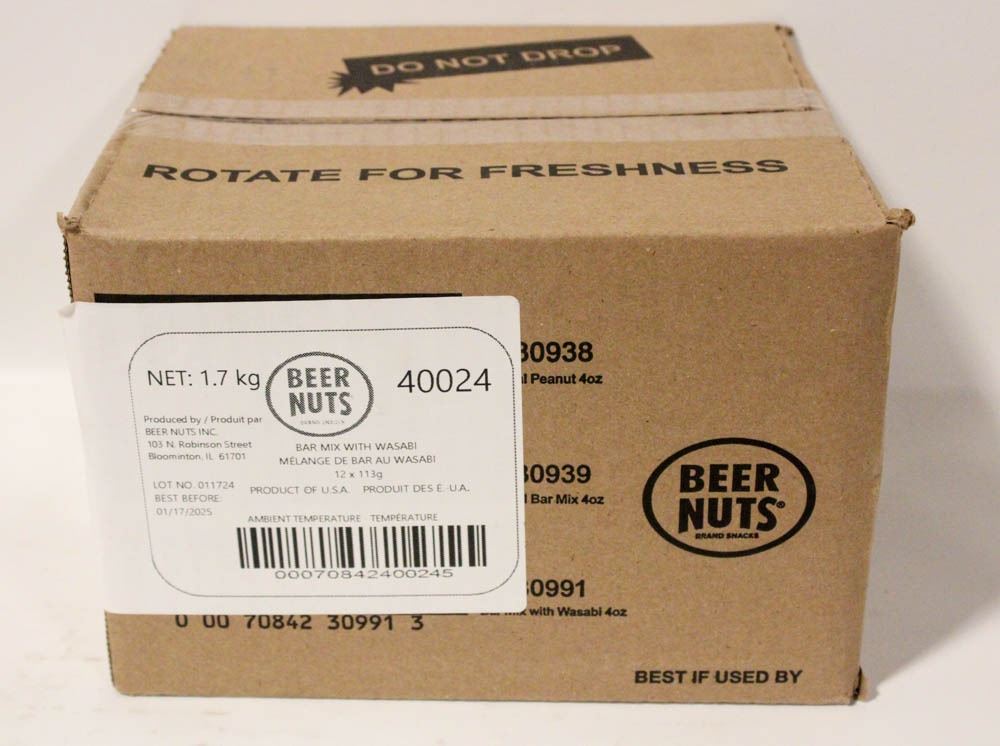 DO NOT DROP
ROTATE FOR FRESHNESS
NET: 1.7 kg
BEER
NUTS
BRAND SNACKS
40024
Produced by / Produit par
BEER NUTS INC.
103 N. Robinson Street
Bloominton, IL 61701
BAR MIX WITH WASABI
MÉLANGE DE BAR AU WASABI
12 x 113g
LOT NO. 011724
BEST BEFORE:
01/17/2025
PRODUCT OF U.S.A. PRODUIT DES É.-U.A.
AMBIENT TEMPERATURE TEMPÉRATURE
00070842400245
0 00 70842 30991 3
30938
Peanut 4oz
30939
Bar Mix 4oz
0991
with Wasabi 4oz
BEER
NUTS®
BRAND SNACKS
BEST IF USED BY